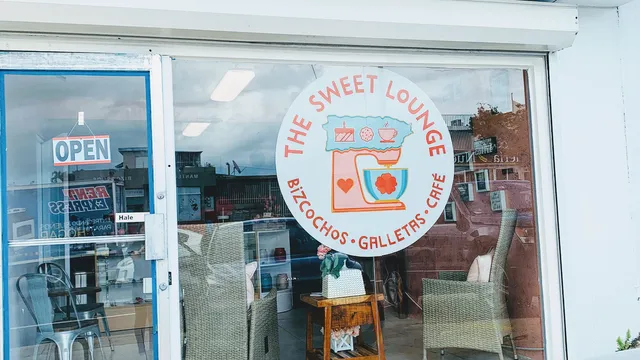 OPEN
Hale
THE SWEET LOUNGE
BIZCOCHOS • GALLETAS • CAFÉ